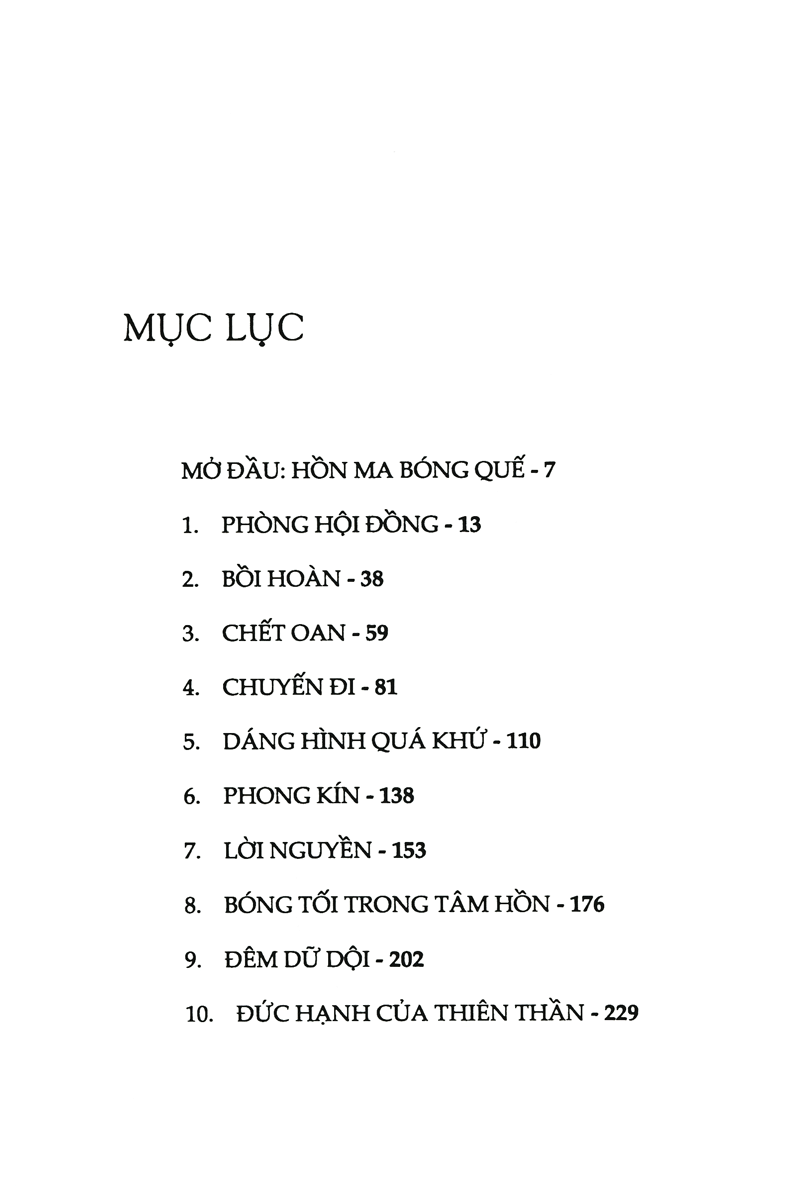 MỤC LỤC
MỞ ĐẦU: HỒN MA BÓNG QUẾ - 7
1. PHÒNG HỘI ĐỒNG - 13
2. BỒI HOÀN - 38
3. CHẾT OAN - 59
4. CHUYẾN ĐI - 81
5. DÁNG HÌNH QUÁ KHỨ - 110
6. PHONG KÍN - 138
7. LỜI NGUYỀN - 153
8. BÓNG TỐI TRONG TÂM HỒN - 176
9. ĐÊM DỮ DỘI - 202
10. ĐỨC HẠNH CỦA THIÊN THẦN - 229